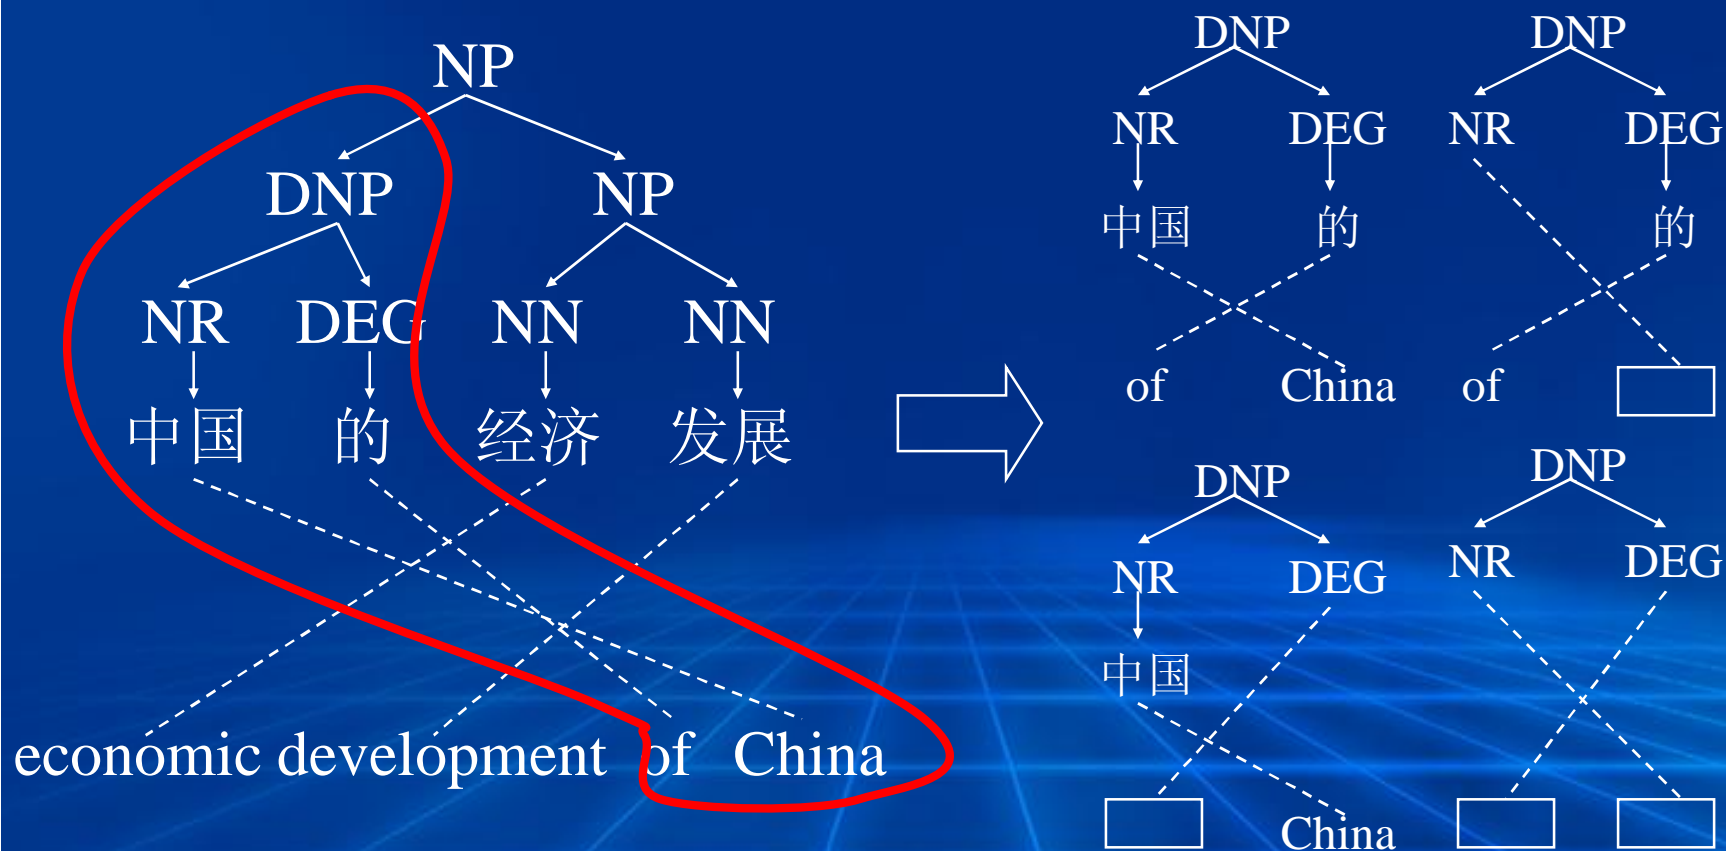 NP
DNP NP
NR DEG NN NN
中国 的 经济 发展
economic development of China
DNP
NR DEG
中国 的
of China
DNP
NR DEG
的
of
DNP
NR DEG
中国
China
DNP
NR DEG